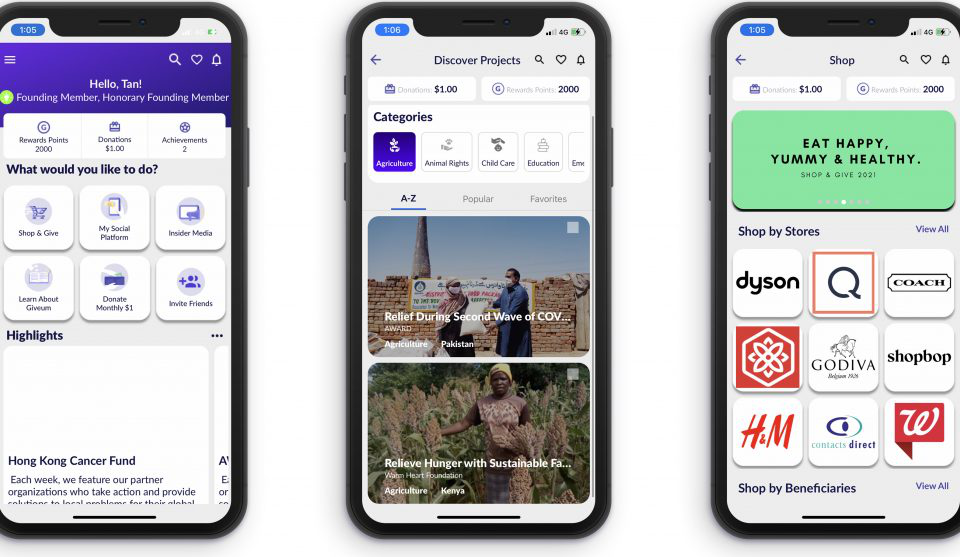 1:05
4G
Hello, Tan!
Founding Member, Honorary Founding Member
Rewards Points
2000
Donations
$1.00
Achievements
2
What would you like to do?
Shop & Give
My Social
Platform
Insider Media
Learn About
Giveum
Donate
Monthly $1
Invite Friends
Highlights
Hong Kong Cancer Fund
Each week, we feature our partner
organizations who take action and provide
solutions to local problems for their global
1:06
4G
Discover Projects
Donations: $1.00
G Rewards Points: 2000
Categories
Agriculture
Animal Rights
Child Care
Education
A-Z
Popular
Favorites
Relief During Second Wave of COV...
AWARD
Agriculture Pakistan
Relieve Hunger with Sustainable Fa...
Warm Heart Foundation
Agriculture Kenya
1:05
4G
Shop
Donations: $1.00
G Rewards Points: 2000
EAT HAPPY,
YUMMY & HEALTHY.
SHOP & GIVE 2021
Shop by Stores
View All
dyson
Q
COACH
GODIVA
Belgium 1926
shopbop
H&M
contacts direct
W
Shop by Beneficiaries
View All